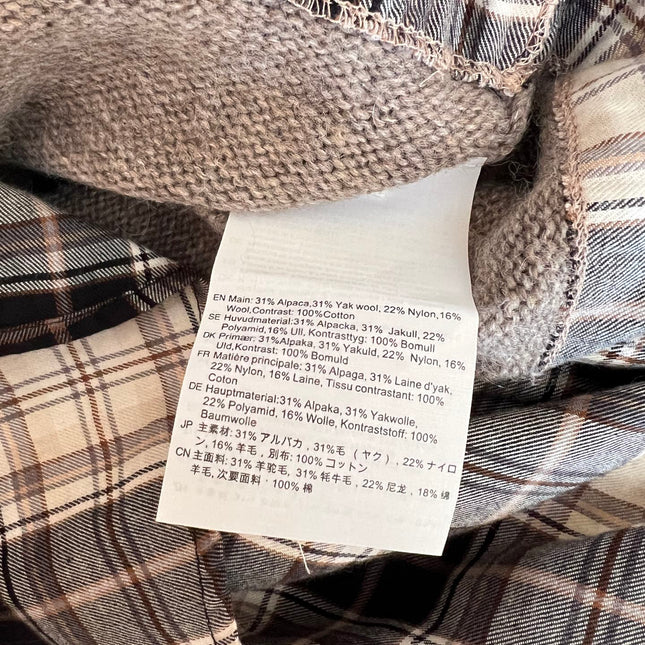 EN Main: 31% Alpaca,31% Yak wool, 22% Nylon,16%
Wool,Contrast: 100%Cotton
SE Huvudmaterial:31% Alpacka, 31% Jakull, 22%
Polyamid,16% Ull, Kontrasttyg: 100% Bomull
DK Primær: 31%Alpaka, 31% Yakuld, 22% Nylon, 16%
Uld,Kontrast: 100% Bomuld
FR Matière principale: 31% Alpaga, 31% Laine d'yak,
22% Nylon, 16% Laine, Tissu contrastant: 100%
Coton
DE Hauptmaterial:31% Alpaka, 31% Yakwolle,
22% Polyamid, 16% Wolle, Kontraststoff: 100%
Baumwolle
JP 主素材: 31% アルパカ , 31%毛 ( ヤク ) , 22% ナイロ
ン, 16% 羊毛 , 別布: 100% コットン
CN 主面料: 31% 羊驼毛, 31% 牦牛毛 , 22% 尼龙 , 18% 绵
羊毛, 次要面料 · 100% 棉